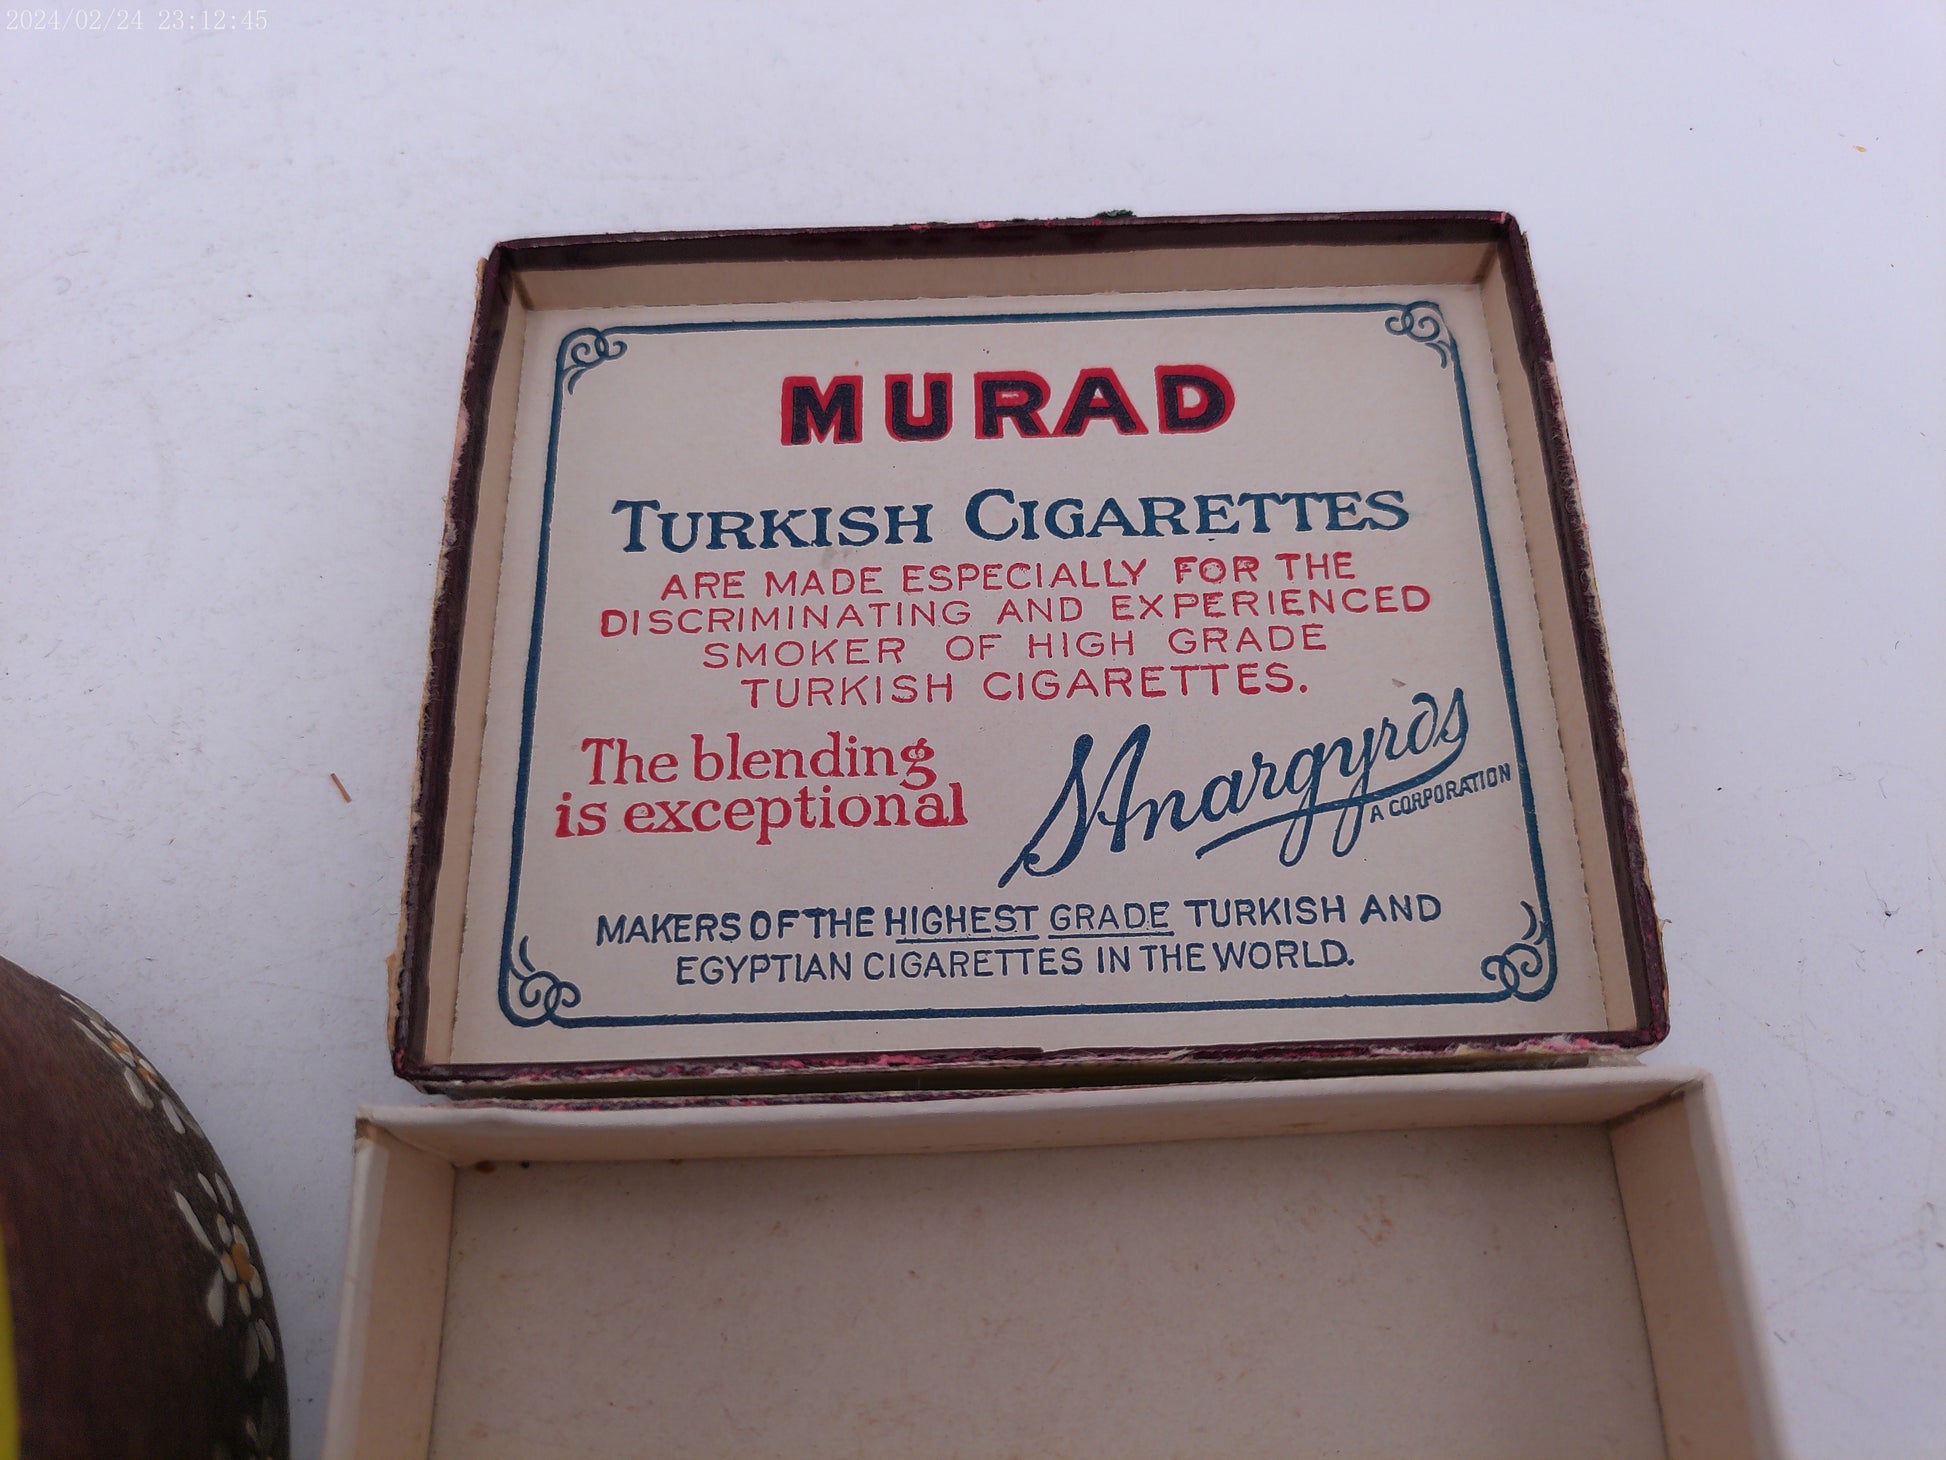 2024/02/24 23:12:45
MURAD
TURKISH CIGARETTES
ARE MADE ESPECIALLY FOR THE
DISCRIMINATING AND EXPERIENCED
SMOKER OF HIGH GRADE
TURKISH CIGARETTES.
The blending
is exceptional
S. Anargyros
A CORPORATION
MAKERS OF THE HIGHEST GRADE TURKISH AND
EGYPTIAN CIGARETTES IN THE WORLD.